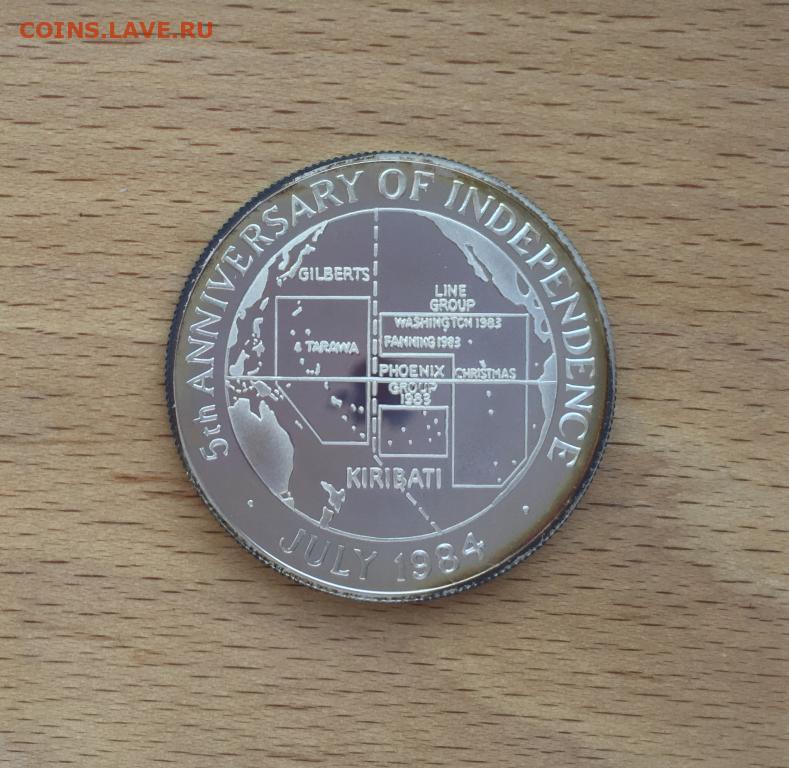 COINS.LAVE.RU
5th ANNIVERSARY OF INDEPENDENCE
GILBERTS
LINE
GROUP
WASHINGTON 1983
TARAWA
FANNING 1983
PHOENIX
CHRISTMAS
GROUP
1983
KIRIBATI
JULY 1984